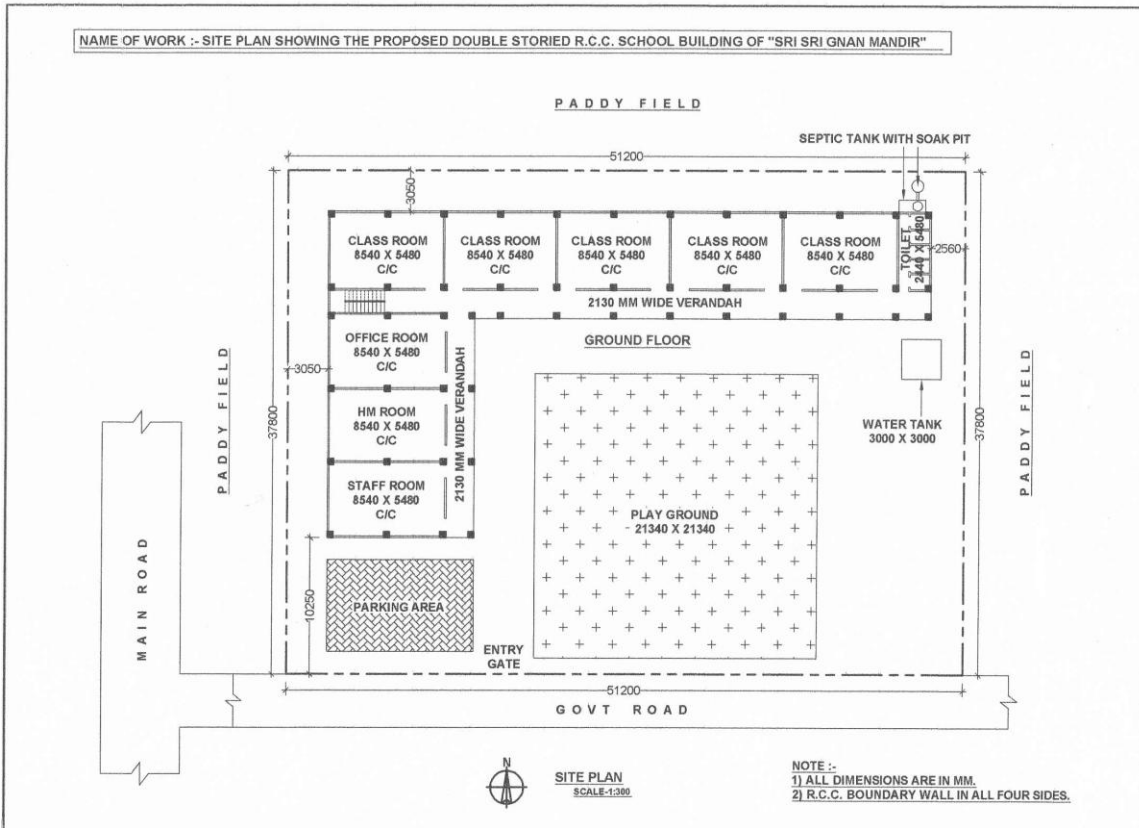 NAME OF WORK :- SITE PLAN SHOWING THE PROPOSED DOUBLE STORIED R.C.C. SCHOOL BUILDING OF "SRI SRI GNAN MANDIR"
PADDY FIELD
SEPTIC TANK WITH SOAK PIT
51200
3050
CLASS ROOM
8540 X 5480
C/C
CLASS ROOM
8540 X 5480
C/C
CLASS ROOM
8540 X 5480
C/C
CLASS ROOM
8540 X 5480
C/C
CLASS ROOM
8540 X 5480
C/C
TOILET
2440 X 5480
2560
2130 MM WIDE VERANDAH
GROUND FLOOR
OFFICE ROOM
8540 X 5480
C/C
3050
HM ROOM
8540 X 5480
C/C
STAFF ROOM
8540 X 5480
C/C
2130 MM WIDE VERANDAH
37800
PADDY FIELD
WATER TANK
3000 X 3000
37800
PADDY FIELD
PLAY GROUND
21340 X 21340
MAIN ROAD
10250
PARKING AREA
ENTRY
GATE
51200
GOVT ROAD
N
SITE PLAN
SCALE-1:300
NOTE :-
1) ALL DIMENSIONS ARE IN MM.
2) R.C.C. BOUNDARY WALL IN ALL FOUR SIDES.